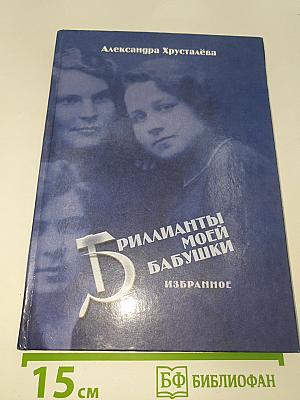 Александра Хрусталёва
БРИЛЛИАНТЫ
МОЕЙ
БАБУШКИ
ИЗБРАННОЕ
15 см
БФ БИБЛИОФАН